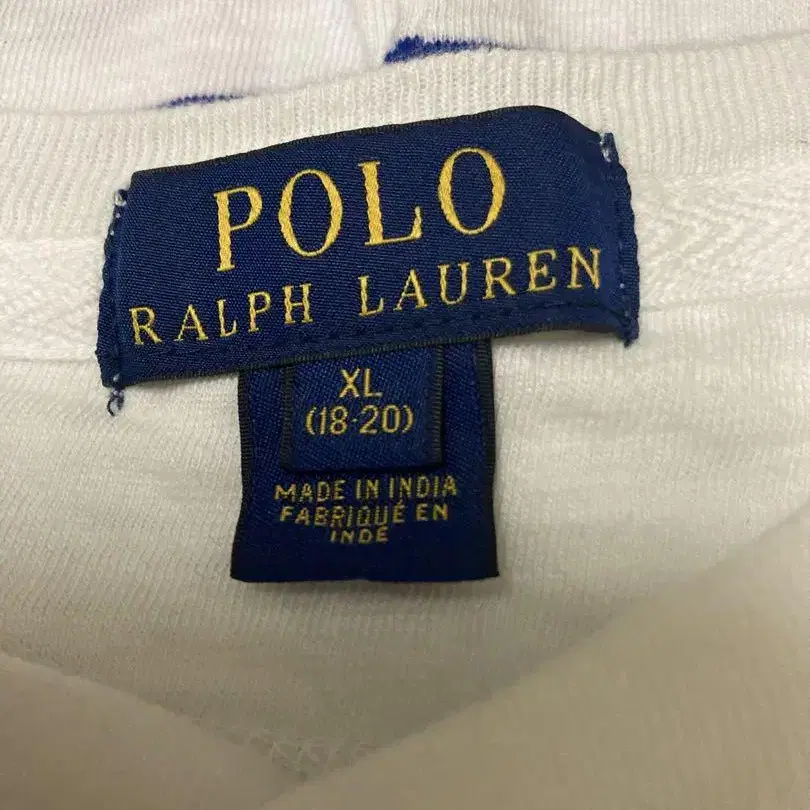 POLO
RALPH LAUREN
XL
(18-20)
MADE IN INDIA
FABRIQUÉ EN
INDE